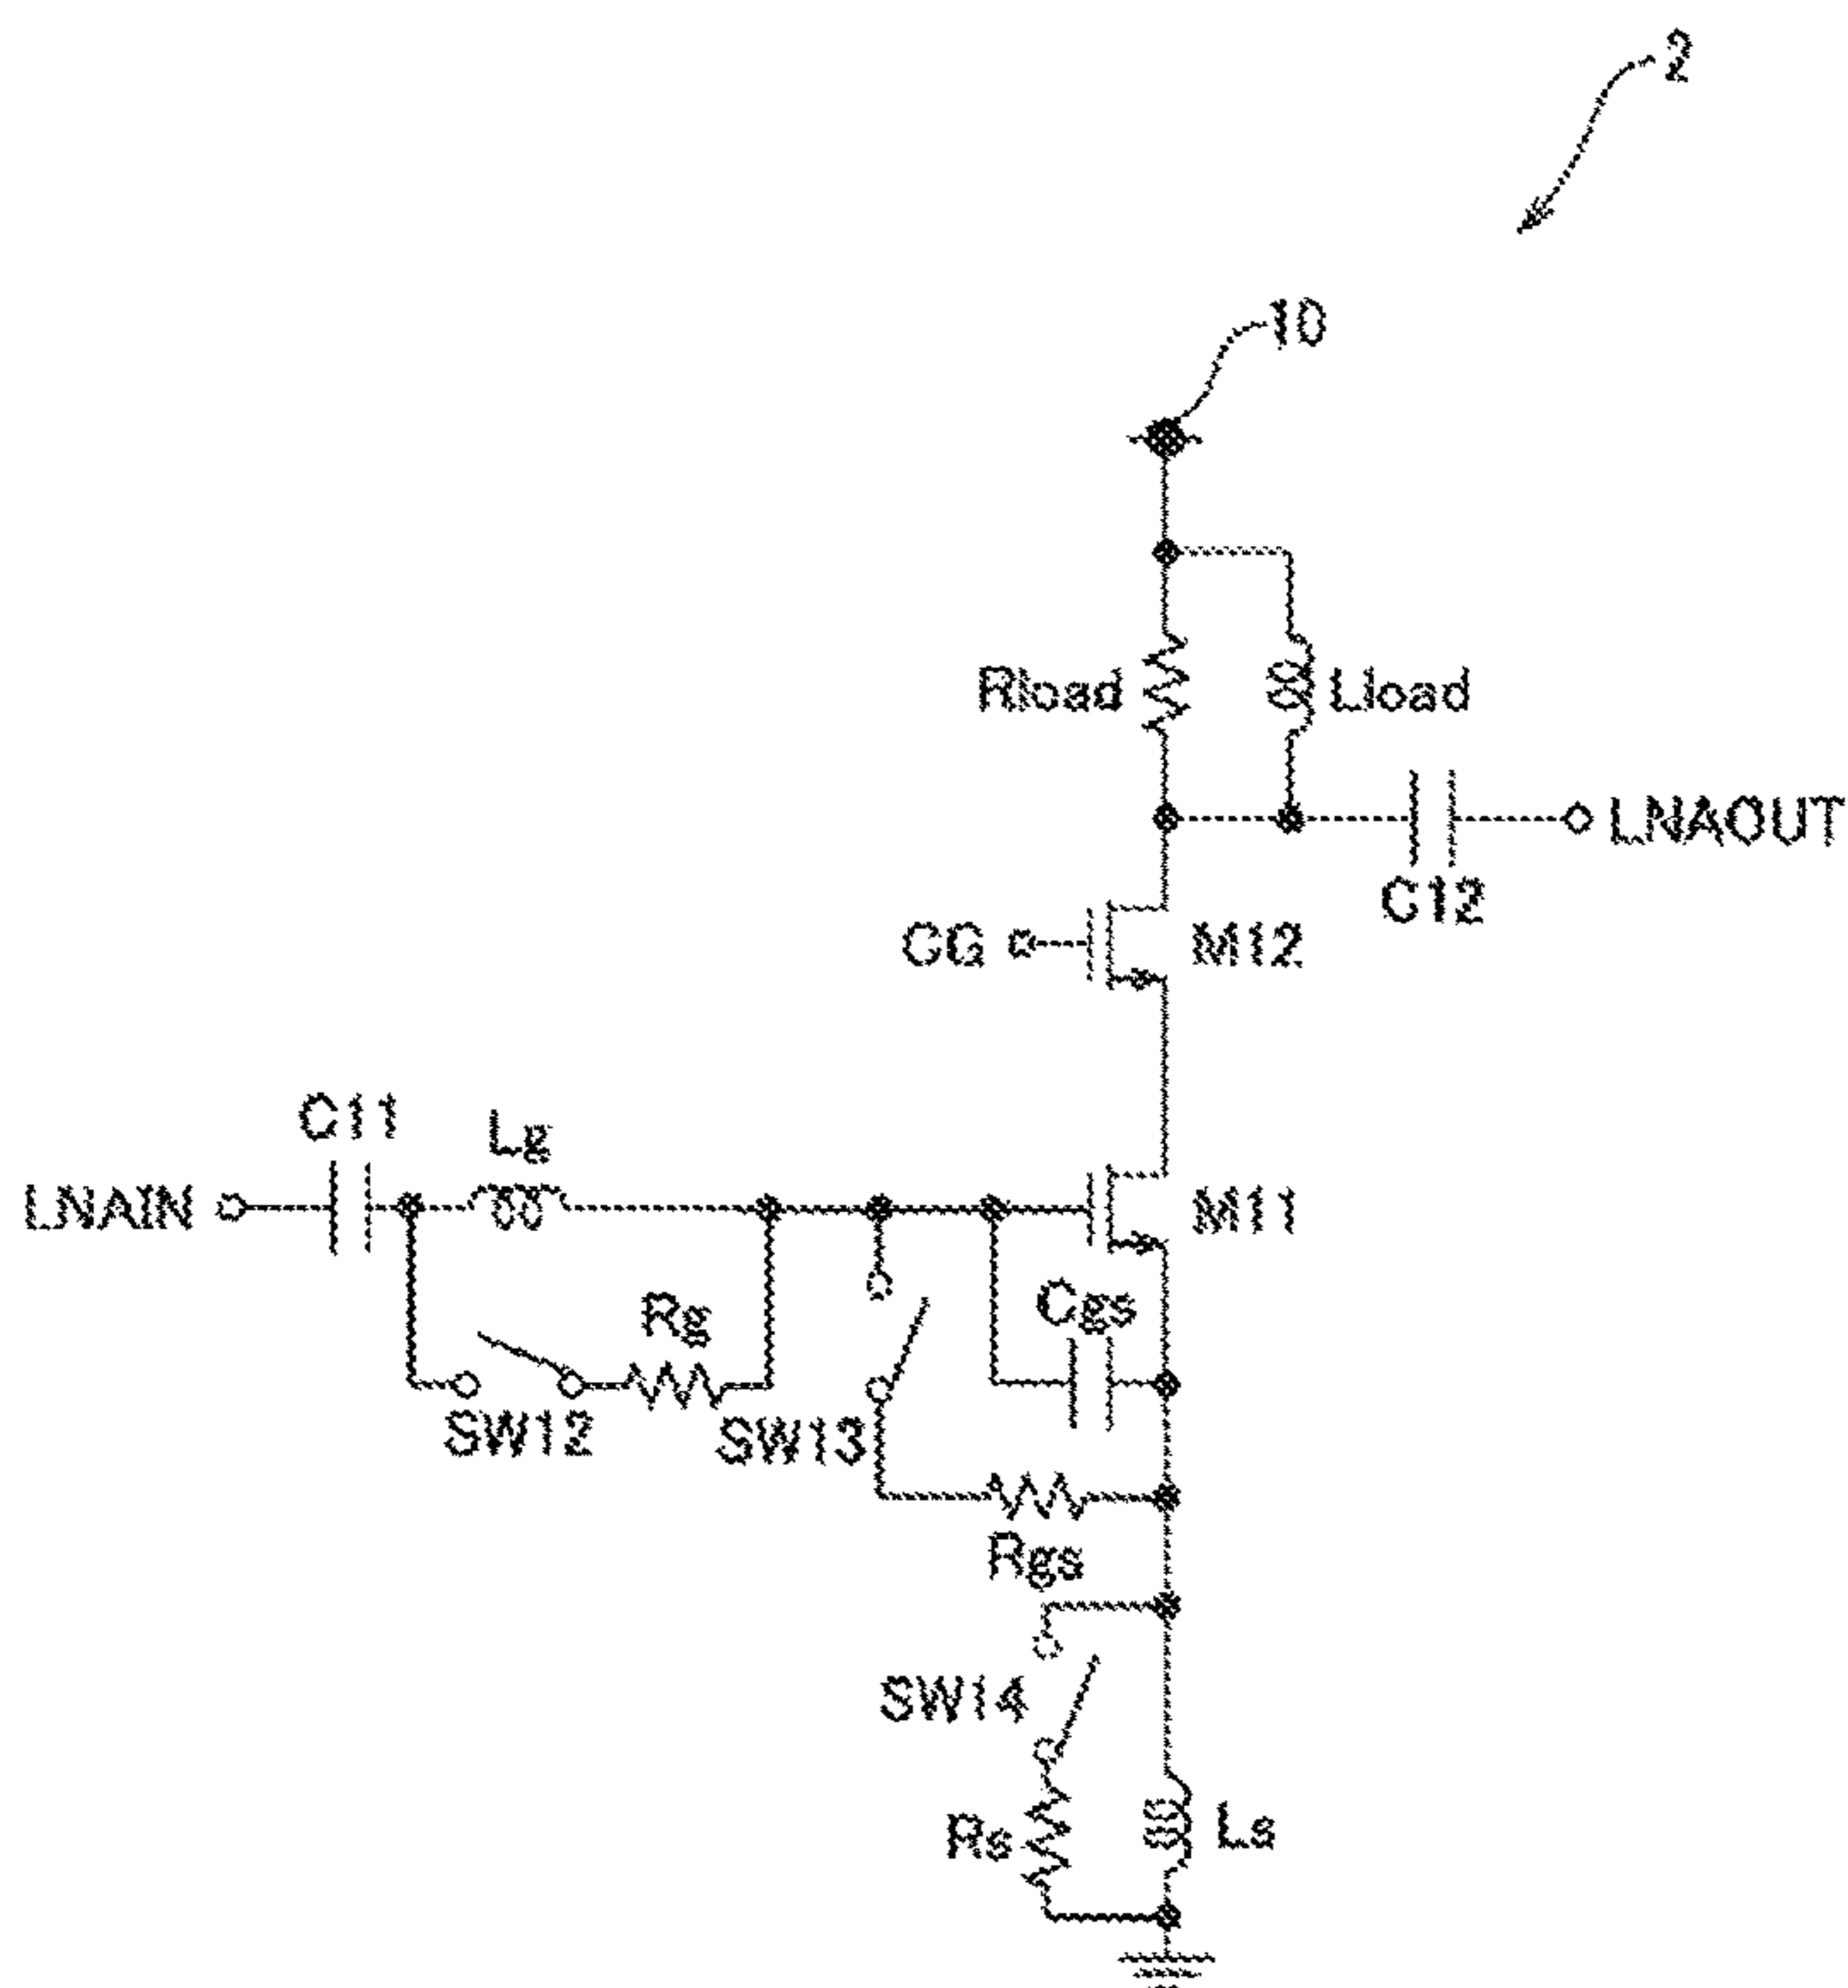 2
10
Rload
Lload
LNAOUT
C12
CG
M12
C11
Lg
LNAIN
M11
Rg
Cgs
SW12
SW13
Rgs
SW14
Rs
Ls